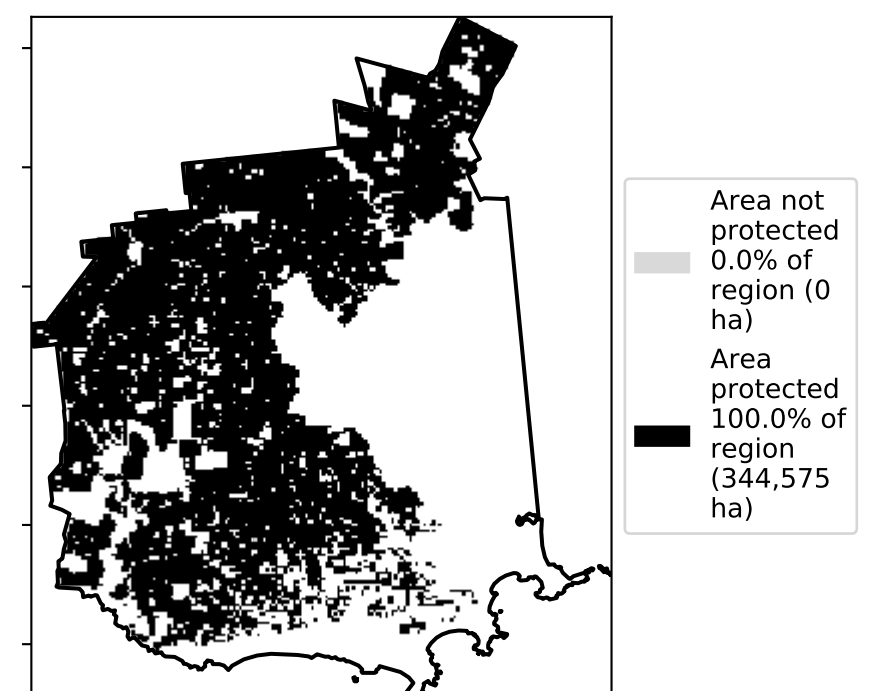 Area not
protected
0.0% of
region (0
ha)
Area
protected
100.0% of
region
(344,575
ha)